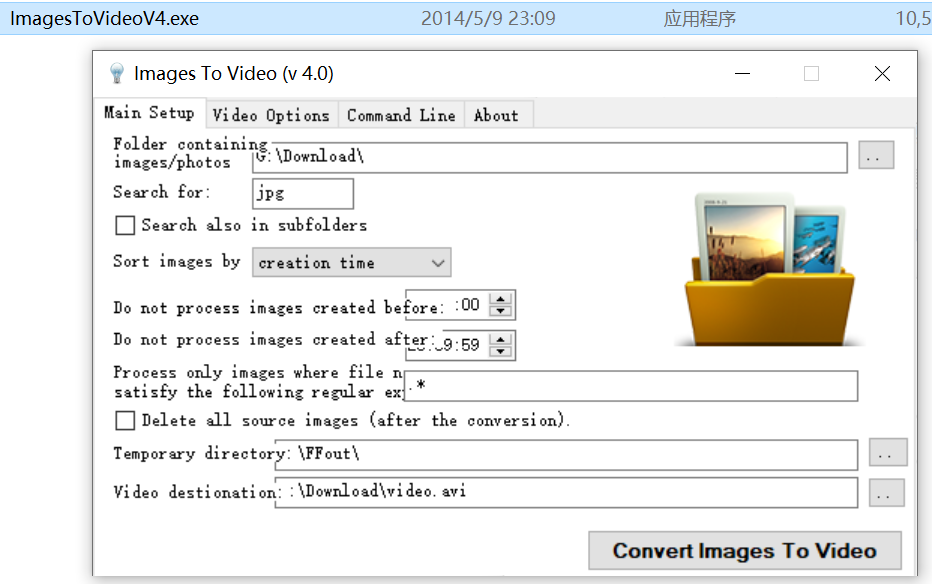 ImagesToVideoV4.exe 2014/5/9 23:09 应用程序 10,5
Images To Video (v 4.0)
Main Setup Video Options Command Line About
Folder containing
images/photos G:\Download\ ..
Search for: jpg
Search also in subfolders
Sort images by creation time
Do not process images created before: :00
Do not process images created after: 9:59
Process only images where file n
satisfy the following regular ex .*
Delete all source images (after the conversion).
Temporary directory: \FFout\ ..
Video destionation: :\Download\video.avi ..
Convert Images To Video